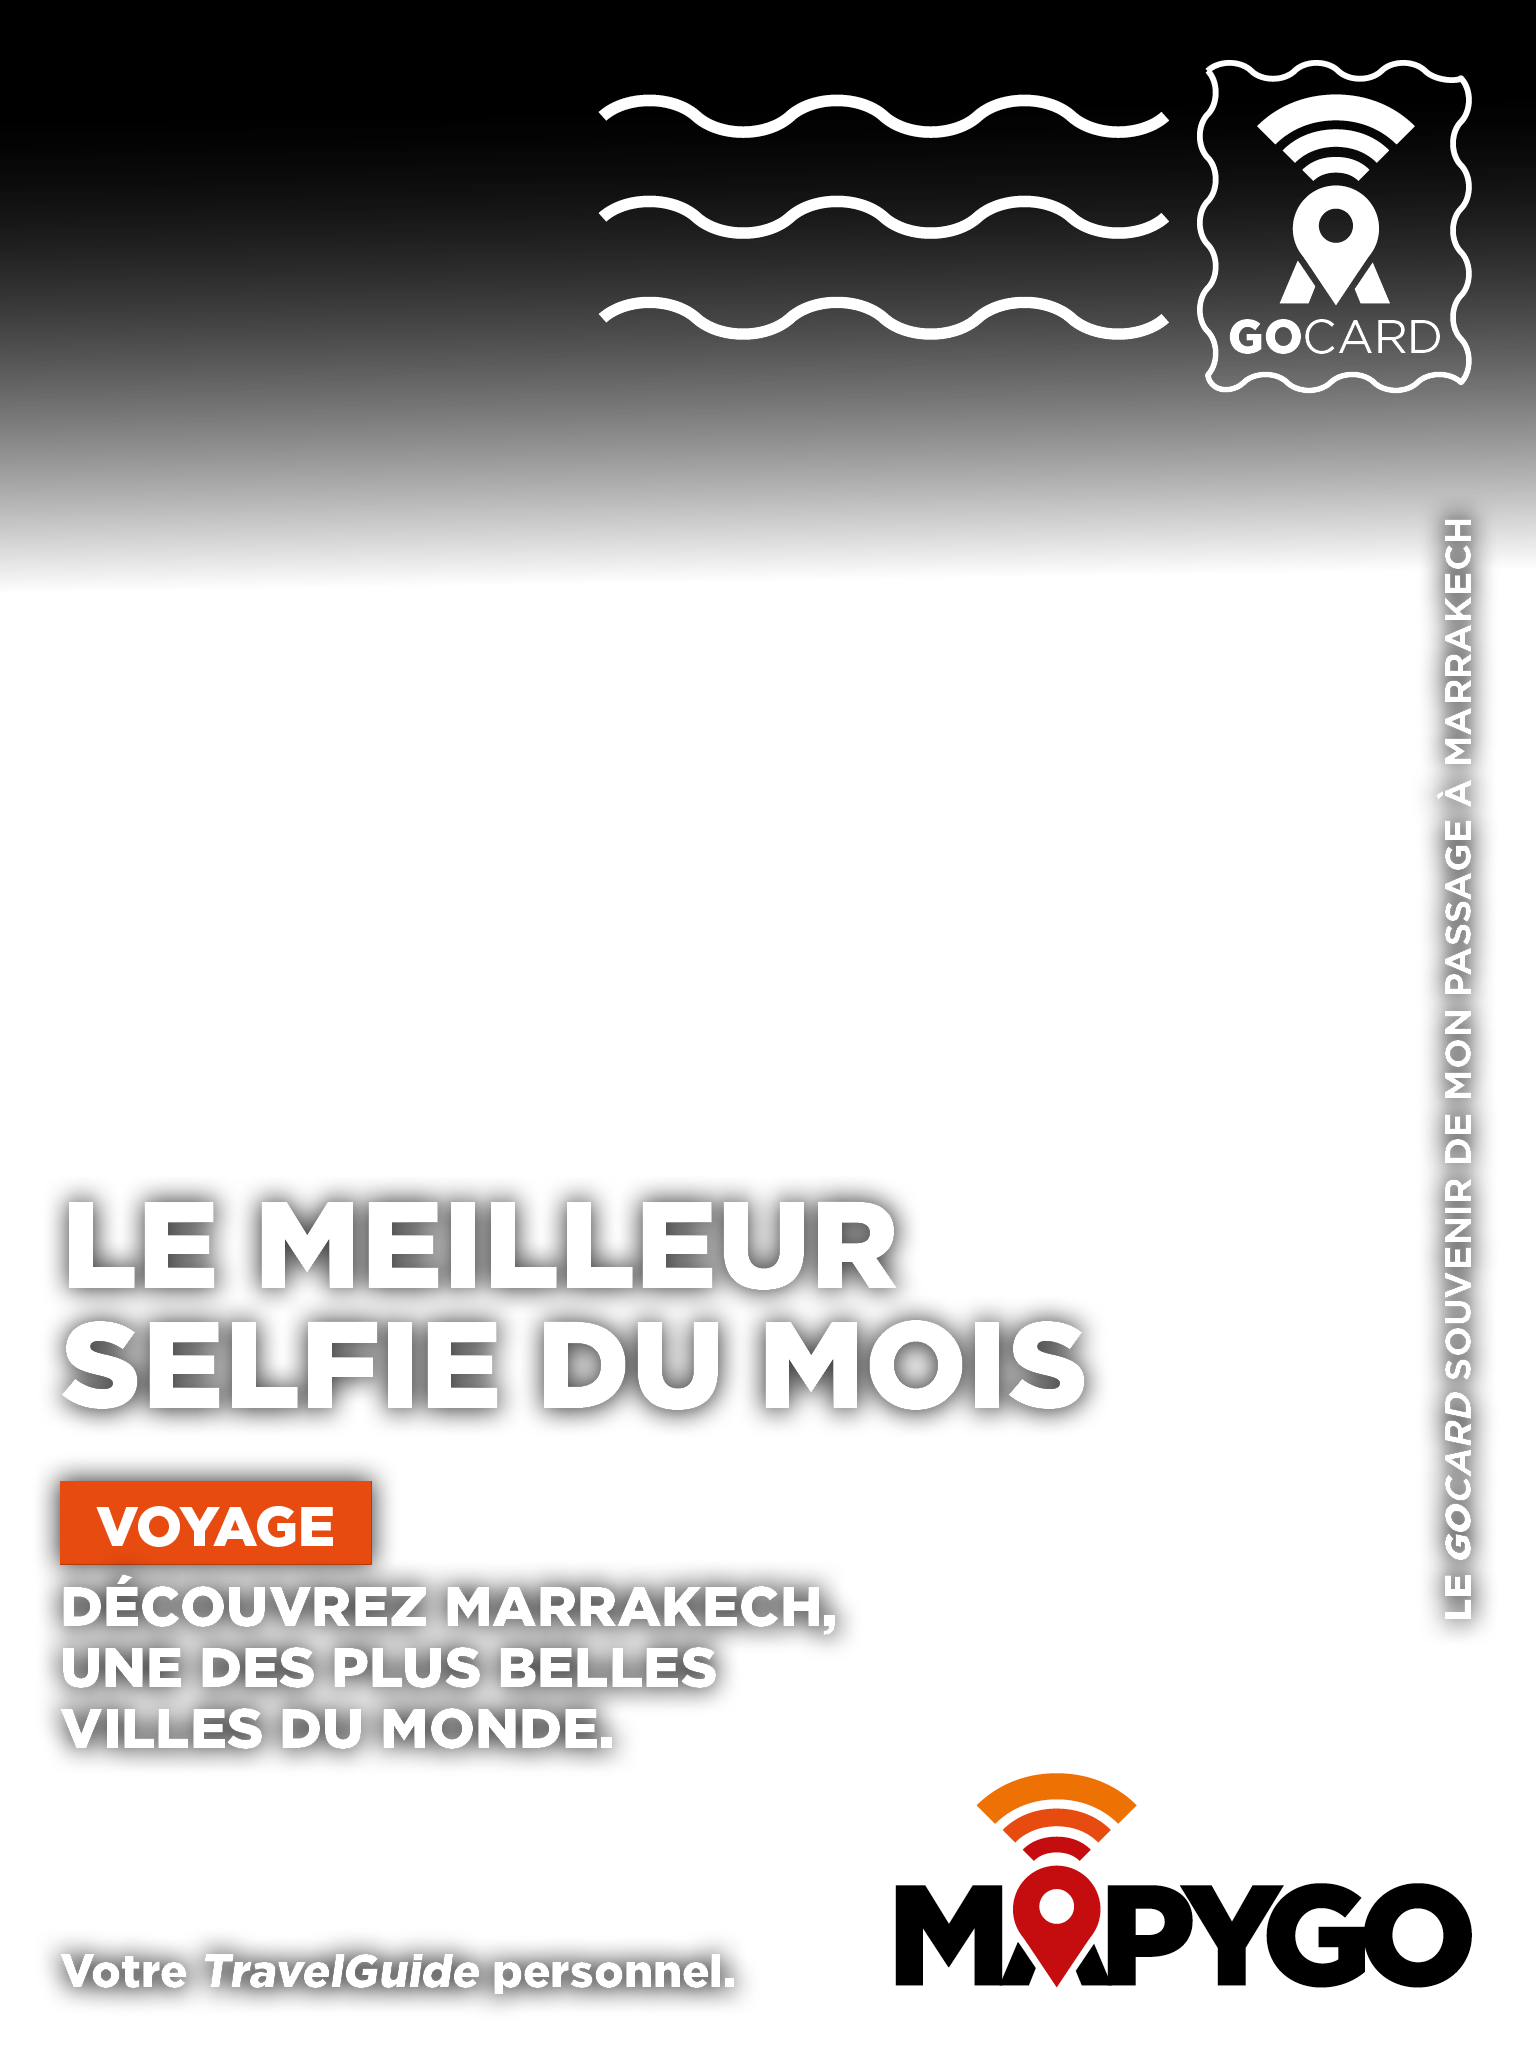 GOCARD
LE GOCARD SOUVENIR DE MON PASSAGE À MARRAKECH
LE MEILLEUR
SELFIE DU MOIS
VOYAGE
DÉCOUVREZ MARRAKECH,
UNE DES PLUS BELLES
VILLES DU MONDE.
MAPYGO
Votre TravelGuide personnel.